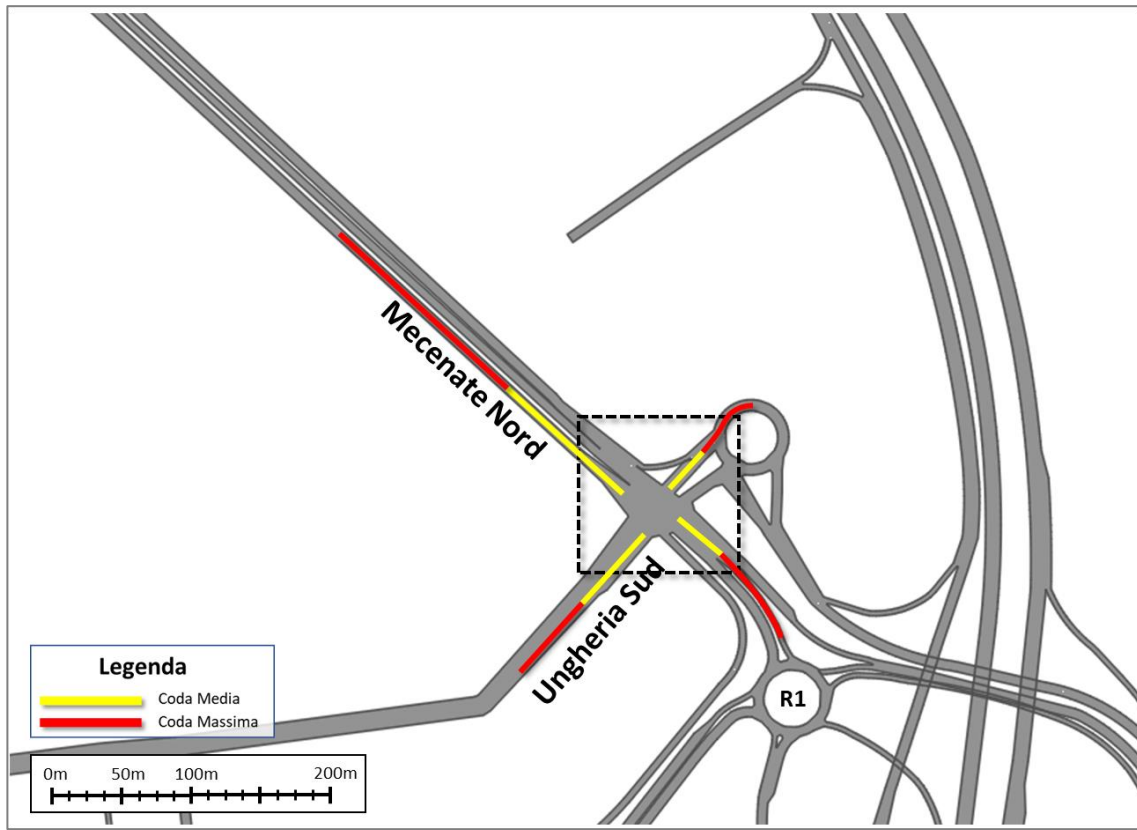 Mecenate Nord
Ungheria Sud
R1
Legenda
Coda Media
Coda Massima
0m 50m 100m 200m